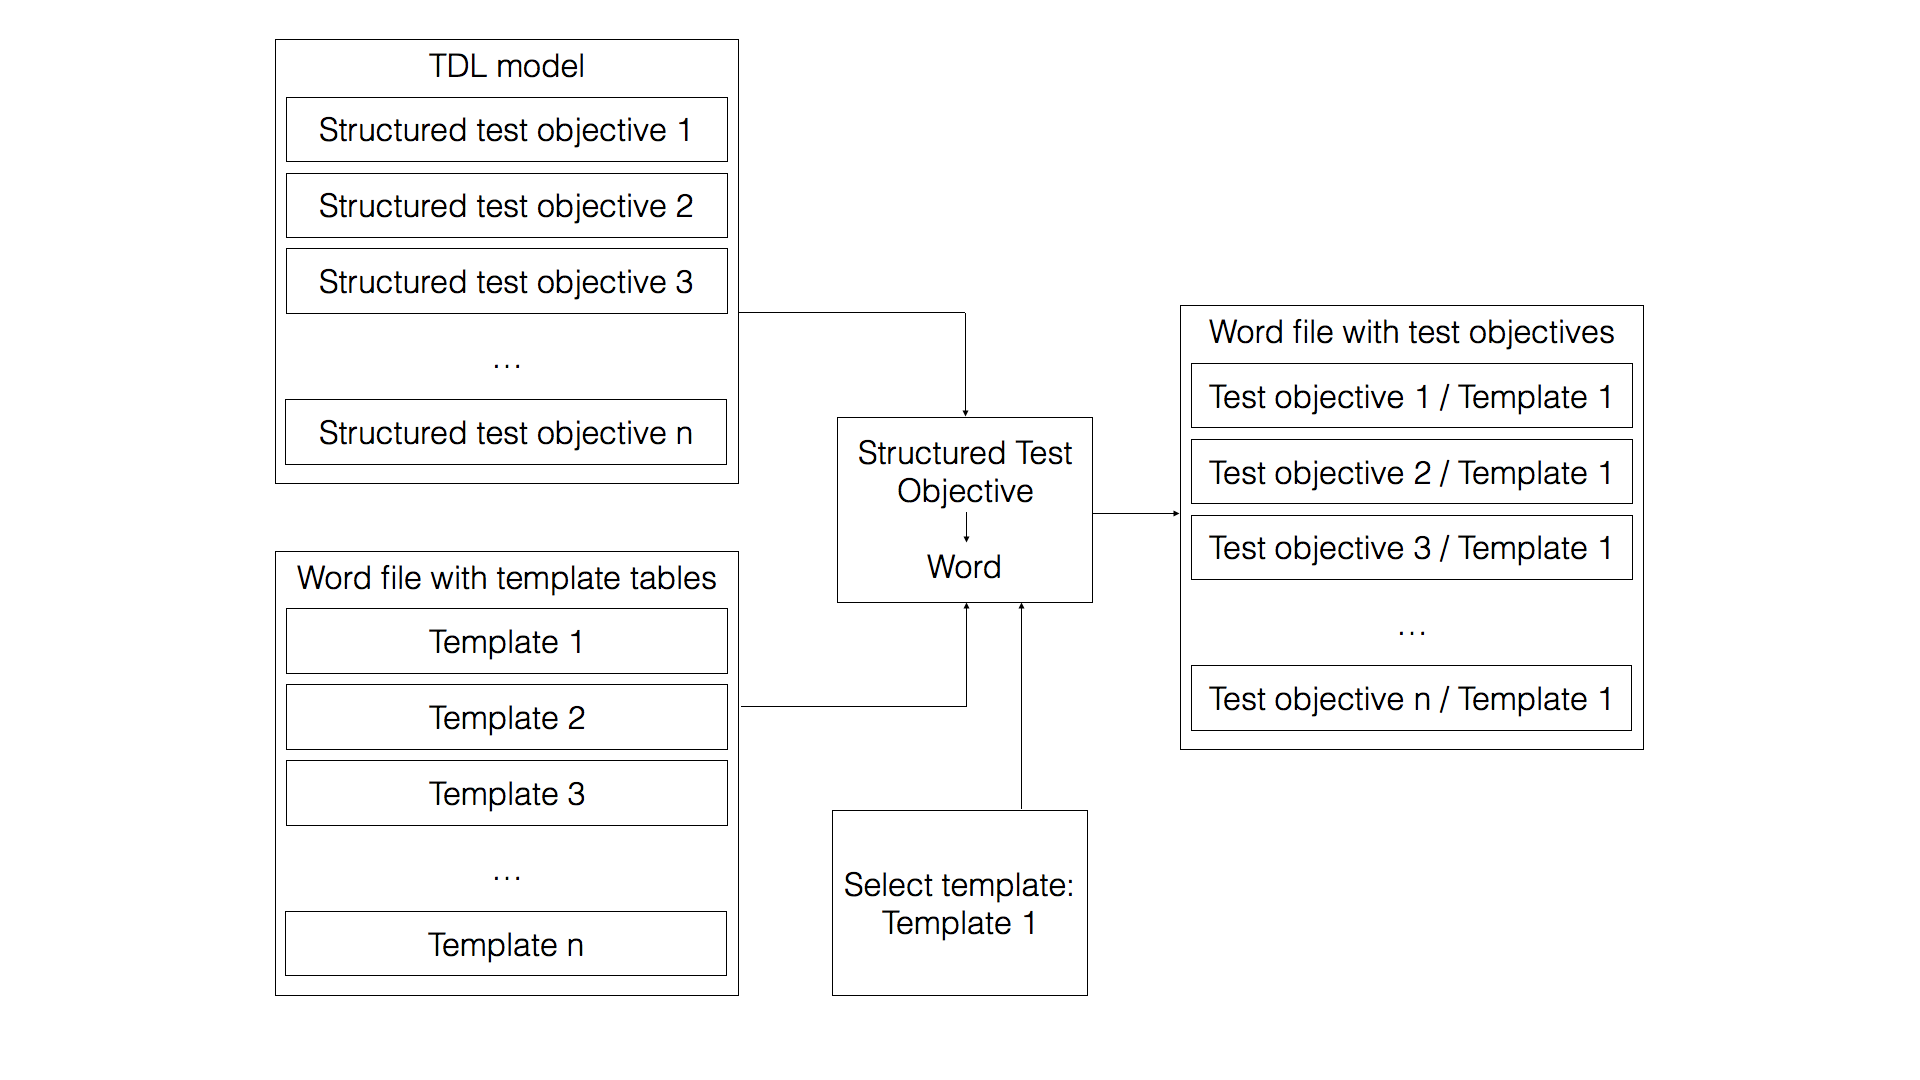 TDL model
Structured test objective 1
Structured test objective 2
Structured test objective 3
...
Structured test objective n
Word file with template tables
Template 1
Template 2
Template 3
...
Template n
Structured Test
Objective
Word
Select template:
Template 1
Word file with test objectives
Test objective 1 / Template 1
Test objective 2 / Template 1
Test objective 3 / Template 1
...
Test objective n / Template 1